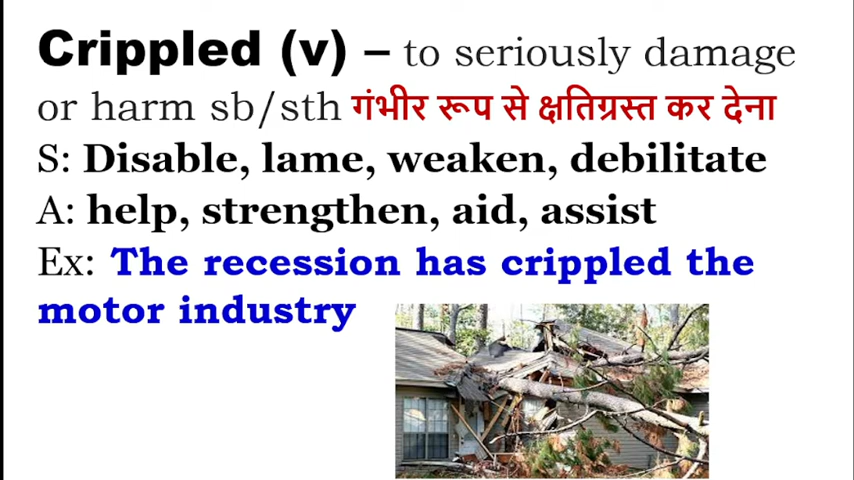 Crippled (v) – to seriously damage
or harm sb/sth गंभीर रूप से क्षतिग्रस्त कर देना
S: Disable, lame, weaken, debilitate
A: help, strengthen, aid, assist
Ex: The recession has crippled the
motor industry